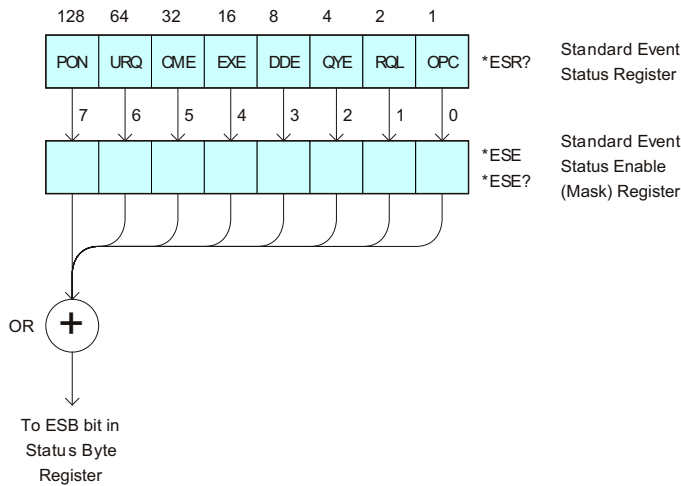 128 64 32 16 8 4 2 1
PON URQ CME EXE DDE QYE RQL OPC
*ESR?
Standard Event
Status Register
7 6 5 4 3 2 1 0
*ESE
*ESE?
Standard Event
Status Enable
(Mask) Register
OR
+
To ESB bit in
Status Byte
Register